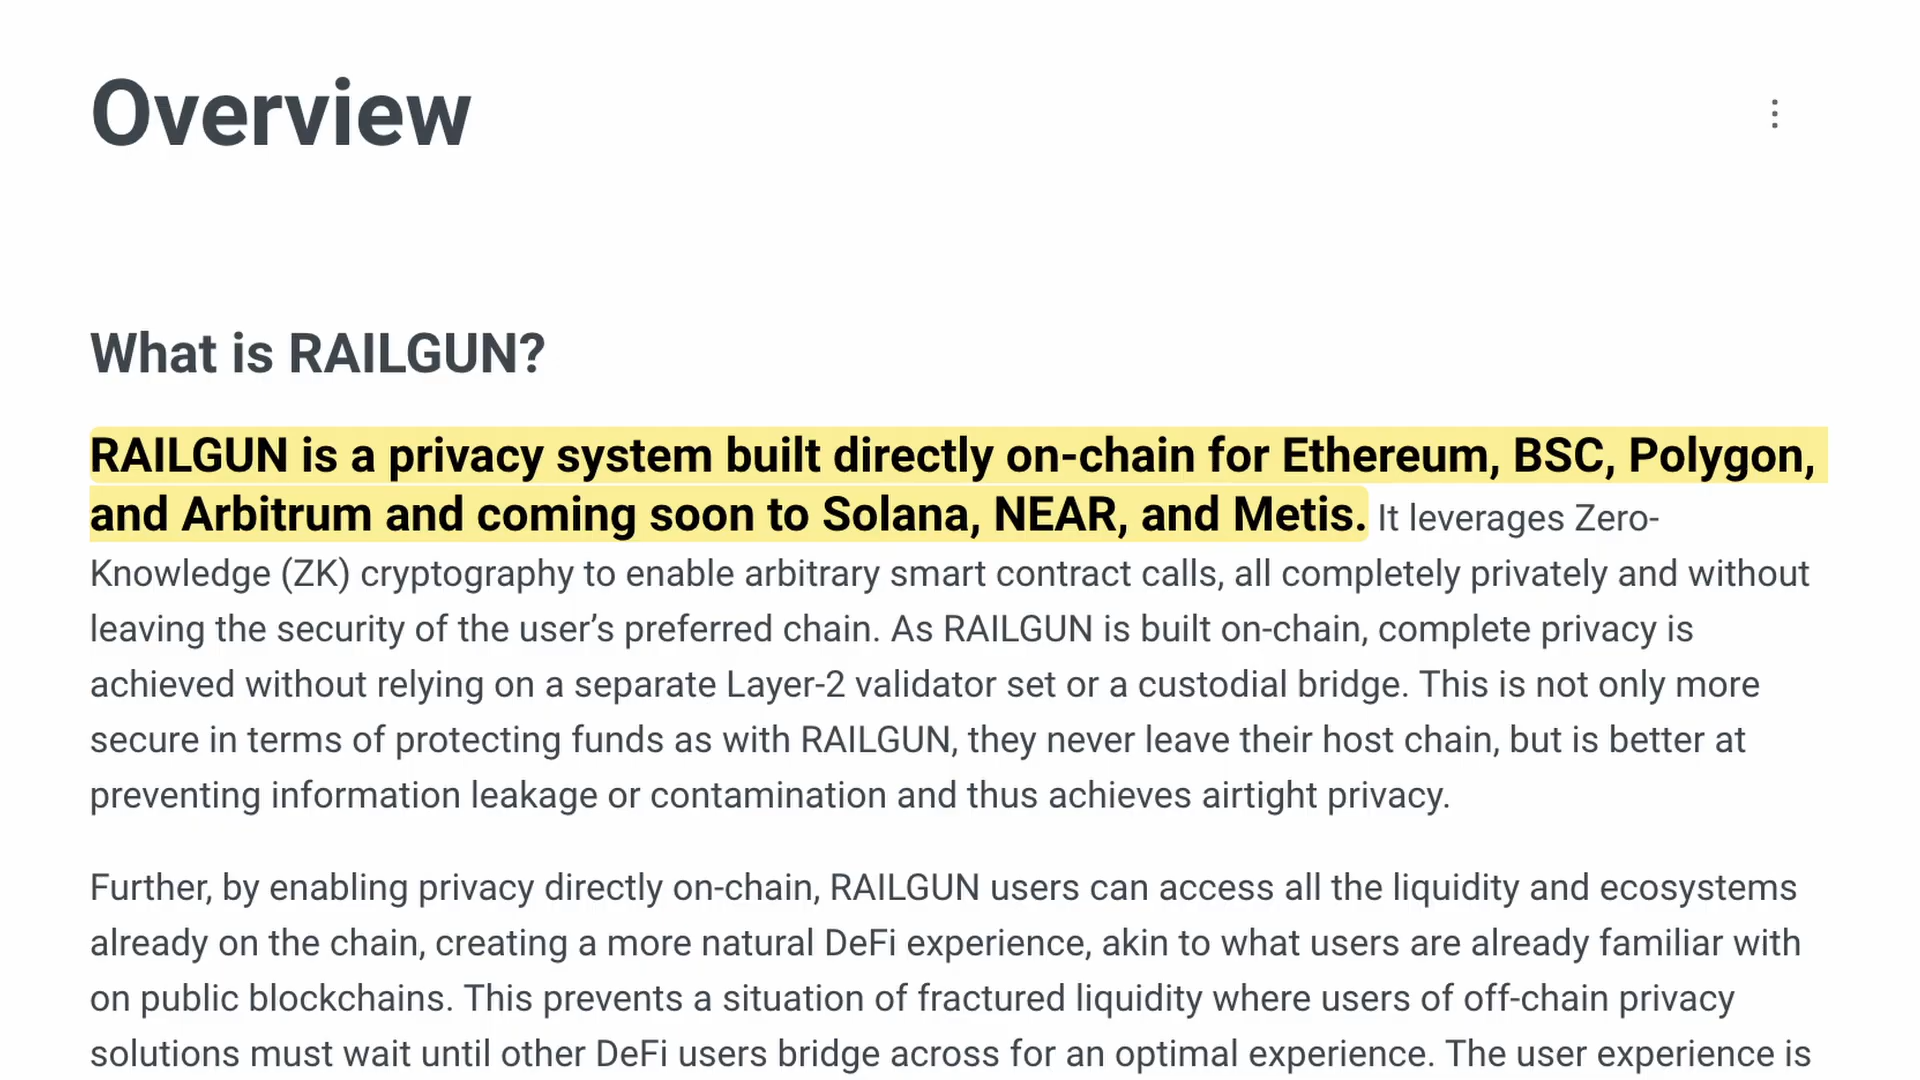 Overview
What is RAILGUN?
RAILGUN is a privacy system built directly on-chain for Ethereum, BSC, Polygon,
and Arbitrum and coming soon to Solana, NEAR, and Metis. It leverages Zero-
Knowledge (ZK) cryptography to enable arbitrary smart contract calls, all completely privately and without
leaving the security of the user’s preferred chain. As RAILGUN is built on-chain, complete privacy is
achieved without relying on a separate Layer-2 validator set or a custodial bridge. This is not only more
secure in terms of protecting funds as with RAILGUN, they never leave their host chain, but is better at
preventing information leakage or contamination and thus achieves airtight privacy.
Further, by enabling privacy directly on-chain, RAILGUN users can access all the liquidity and ecosystems
already on the chain, creating a more natural DeFi experience, akin to what users are already familiar with
on public blockchains. This prevents a situation of fractured liquidity where users of off-chain privacy
solutions must wait until other DeFi users bridge across for an optimal experience. The user experience is